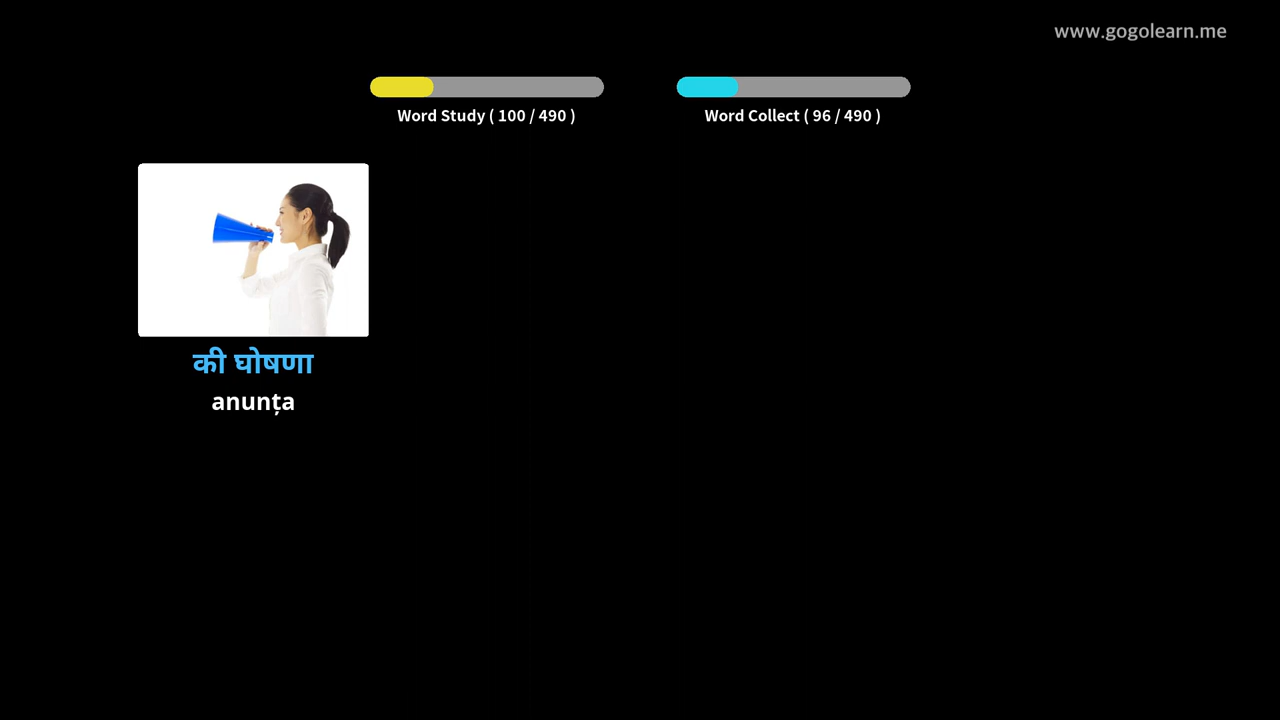 www.gogolearn.me
Word Study ( 100 / 490 )
Word Collect ( 96 / 490 )
की घोषणा
anunța